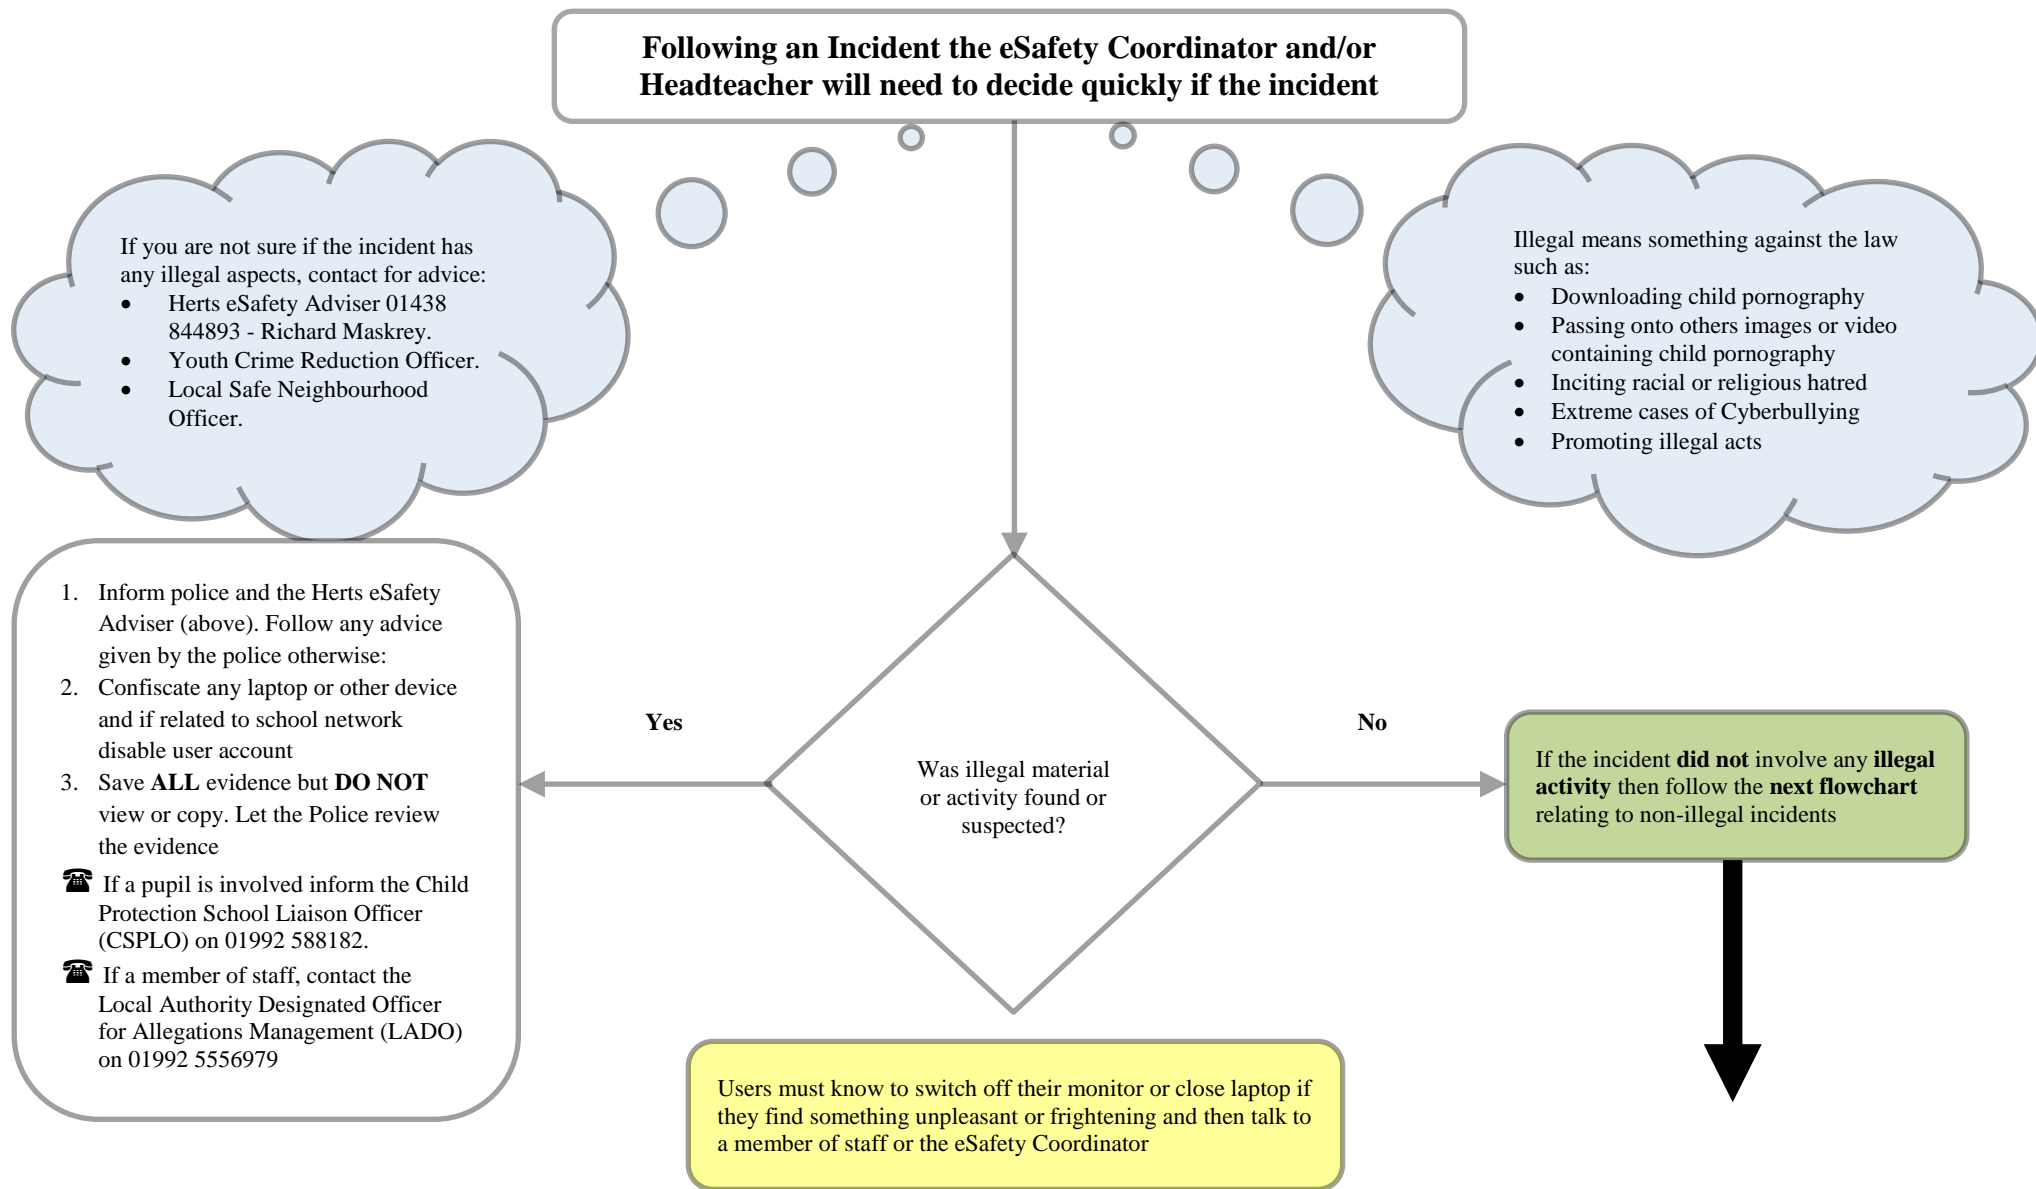 Following an Incident the eSafety Coordinator and/or
Headteacher will need to decide quickly if the incident
If you are not sure if the incident has
any illegal aspects, contact for advice:
• Herts eSafety Adviser 01438
844893 - Richard Maskrey.
• Youth Crime Reduction Officer.
• Local Safe Neighbourhood
Officer.
Illegal means something against the law
such as:
• Downloading child pornography
• Passing onto others images or video
containing child pornography
• Inciting racial or religious hatred
• Extreme cases of Cyberbullying
• Promoting illegal acts
1. Inform police and the Herts eSafety
Adviser (above). Follow any advice
given by the police otherwise:
2. Confiscate any laptop or other device
and if related to school network
disable user account
3. Save ALL evidence but DO NOT
view or copy. Let the Police review
the evidence
☎ If a pupil is involved inform the Child
Protection School Liaison Officer
(CSPLO) on 01992 588182.
☎ If a member of staff, contact the
Local Authority Designated Officer
for Allegations Management (LADO)
on 01992 5556979
Yes
Was illegal material
or activity found or
suspected?
No
If the incident did not involve any illegal
activity then follow the next flowchart
relating to non-illegal incidents
Users must know to switch off their monitor or close laptop if
they find something unpleasant or frightening and then talk to
a member of staff or the eSafety Coordinator